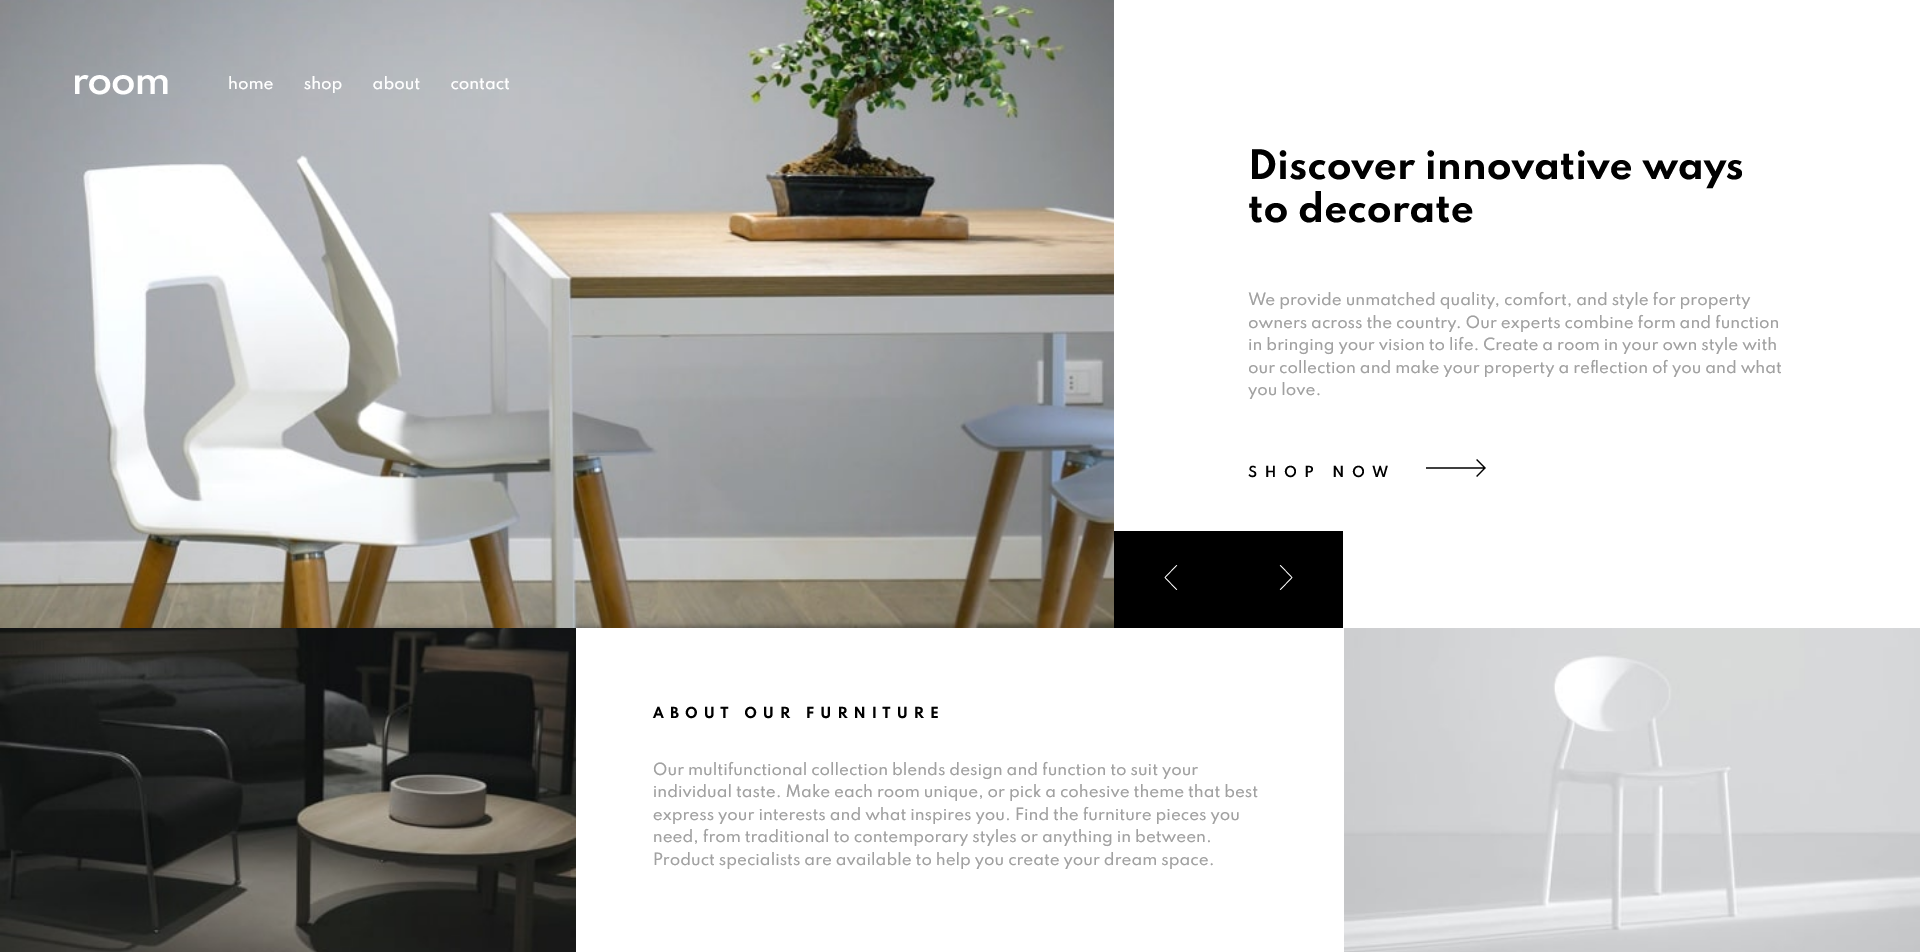 room
home shop about contact
Discover innovative ways
to decorate
We provide unmatched quality, comfort, and style for property
owners across the country. Our experts combine form and function
in bringing your vision to life. Create a room in your own style with
our collection and make your property a reflection of you and what
you love.
SHOP NOW
ABOUT OUR FURNITURE
Our multifunctional collection blends design and function to suit your
individual taste. Make each room unique, or pick a cohesive theme that best
express your interests and what inspires you. Find the furniture pieces you
need, from traditional to contemporary styles or anything in between.
Product specialists are available to help you create your dream space.